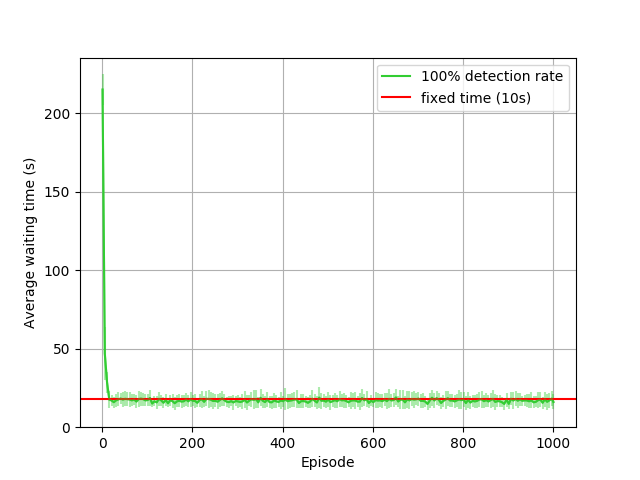 100% detection rate
fixed time (10s)
200
150
100
50
0
Average waiting time (s)
0 200 400 600 800 1000
Episode